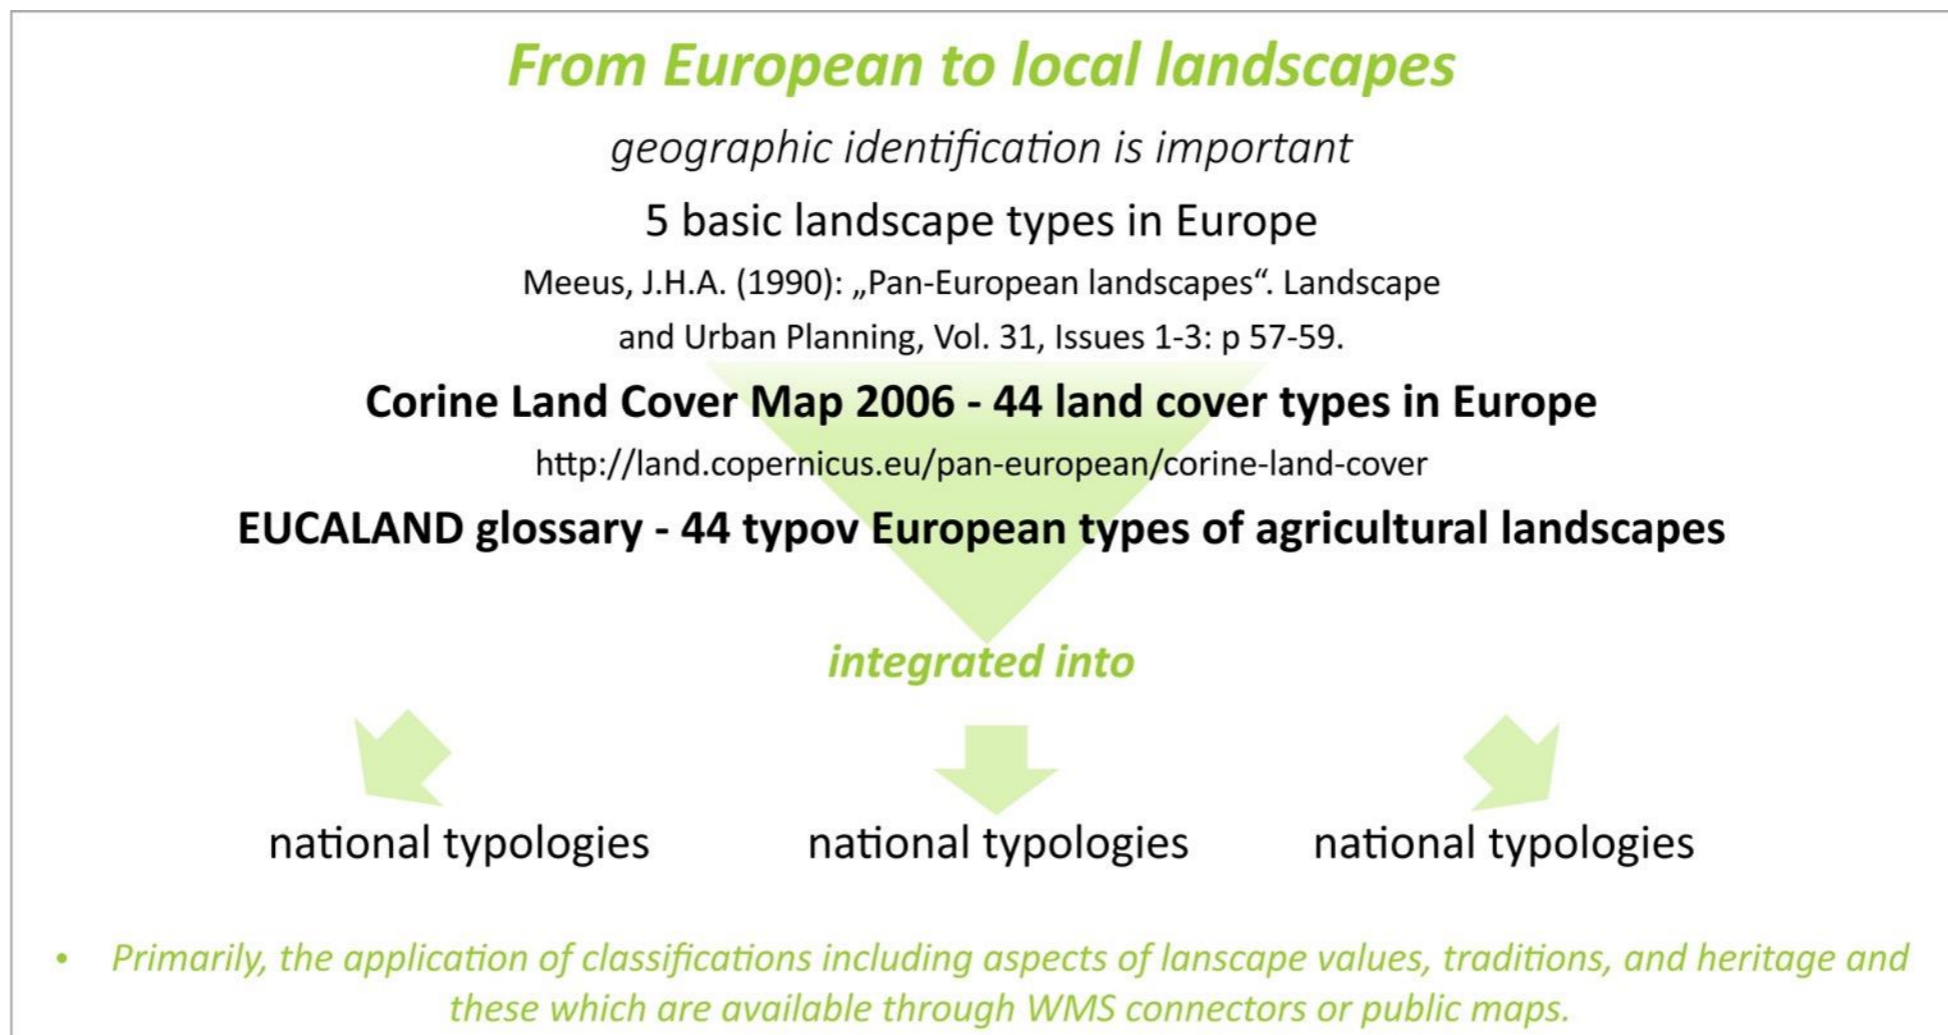 From European to local landscapes
geographic identification is important
5 basic landscape types in Europe
Meeus, J.H.A. (1990): „Pan-European landscapes“. Landscape
and Urban Planning, Vol. 31, Issues 1-3: p 57-59.
Corine Land Cover Map 2006 - 44 land cover types in Europe
http://land.copernicus.eu/pan-european/corine-land-cover
EUCALAND glossary - 44 typov European types of agricultural landscapes
integrated into
national typologies national typologies national typologies
• Primarily, the application of classifications including aspects of lanscape values, traditions, and heritage and
these which are available through WMS connectors or public maps.